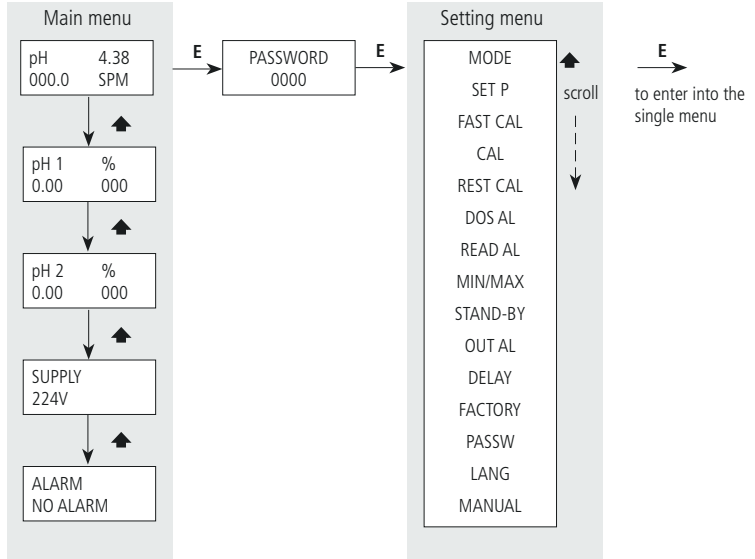 Main menu
pH 4.38
000.0 SPM
E
PASSWORD
0000
E
pH 1 %
0.00 000
pH 2 %
0.00 000
SUPPLY
224V
ALARM
NO ALARM
Setting menu
MODE
SET P
FAST CAL
CAL
REST CAL
DOS AL
READ AL
MIN/MAX
STAND-BY
OUT AL
DELAY
FACTORY
PASSW
LANG
MANUAL
scroll
E
to enter into the
single menu